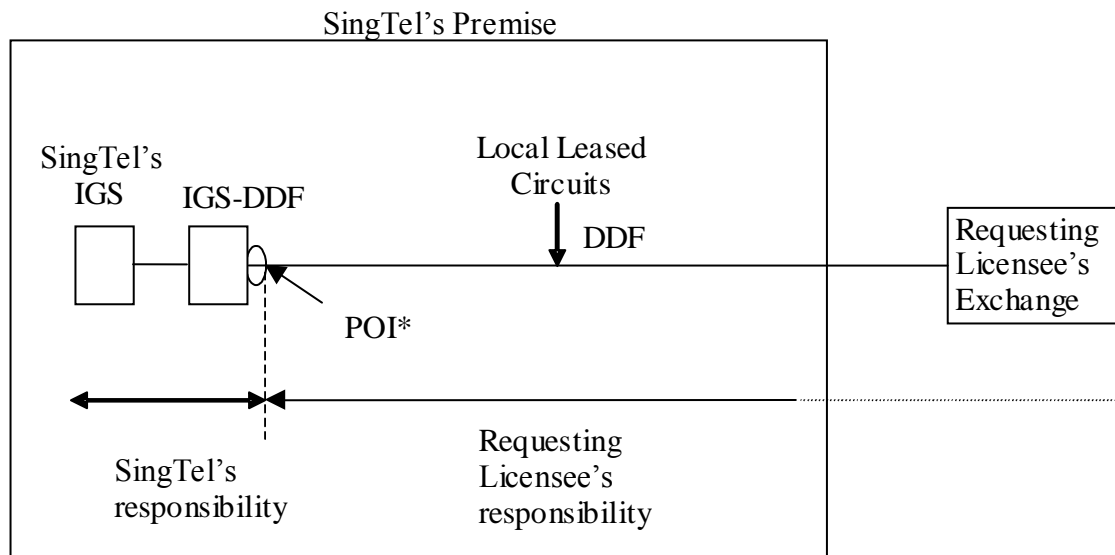 SingTel's Premise
SingTel's
IGS
IGS-DDF
Local Leased
Circuits
DDF
POI*
Requesting
Licensee's
Exchange
SingTel's
responsibility
Requesting
Licensee's
responsibility